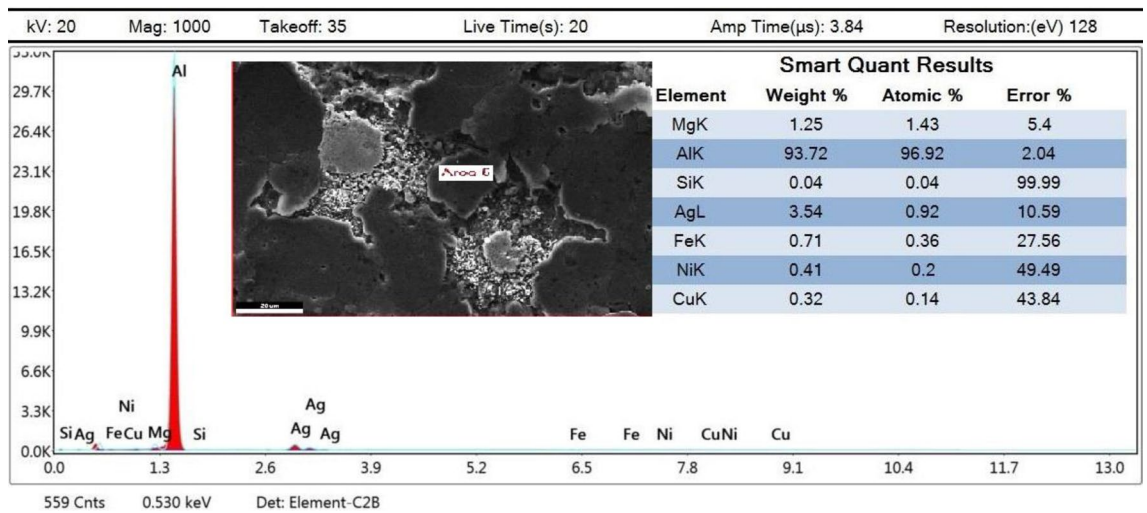 kV: 20 Mag: 1000 Takeoff: 35 Live Time(s): 20 Amp Time(µs): 3.84 Resolution:(eV) 128
Smart Quant Results
Element Weight % Atomic % Error %
MgK 1.25 1.43 5.4
AlK 93.72 96.92 2.04
SiK 0.04 0.04 99.99
AgL 3.54 0.92 10.59
FeK 0.71 0.36 27.56
NiK 0.41 0.2 49.49
CuK 0.32 0.14 43.84
Al
29.7K
26.4K
23.1K
19.8K
16.5K
13.2K
9.9K
6.6K
3.3K
0.0K
Area 6
20 um
Ni
Si Ag Fe Cu Mg Si
Ag
Ag Ag
Fe Fe Ni Cu Ni Cu
0.0 1.3 2.6 3.9 5.2 6.5 7.8 9.1 10.4 11.7 13.0
559 Cnts 0.530 keV Det: Element-C2B